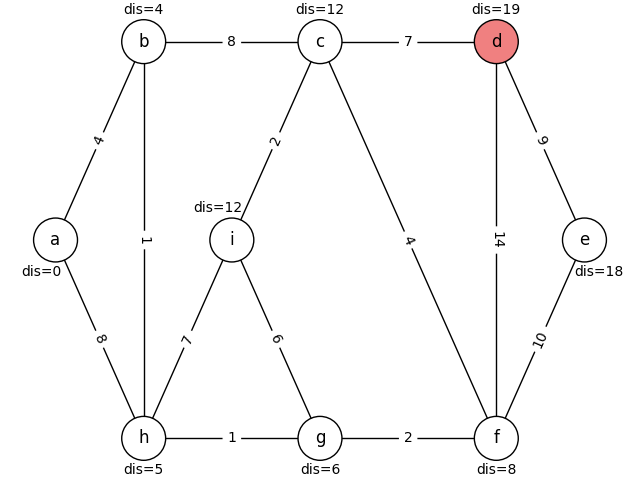 dis=4 dis=12 dis=19
b 8 c 7 d
4 2 9
dis=12
a 1 i 4 14 e
dis=0 dis=18
8 7 6 10
h 1 g 2 f
dis=5 dis=6 dis=8